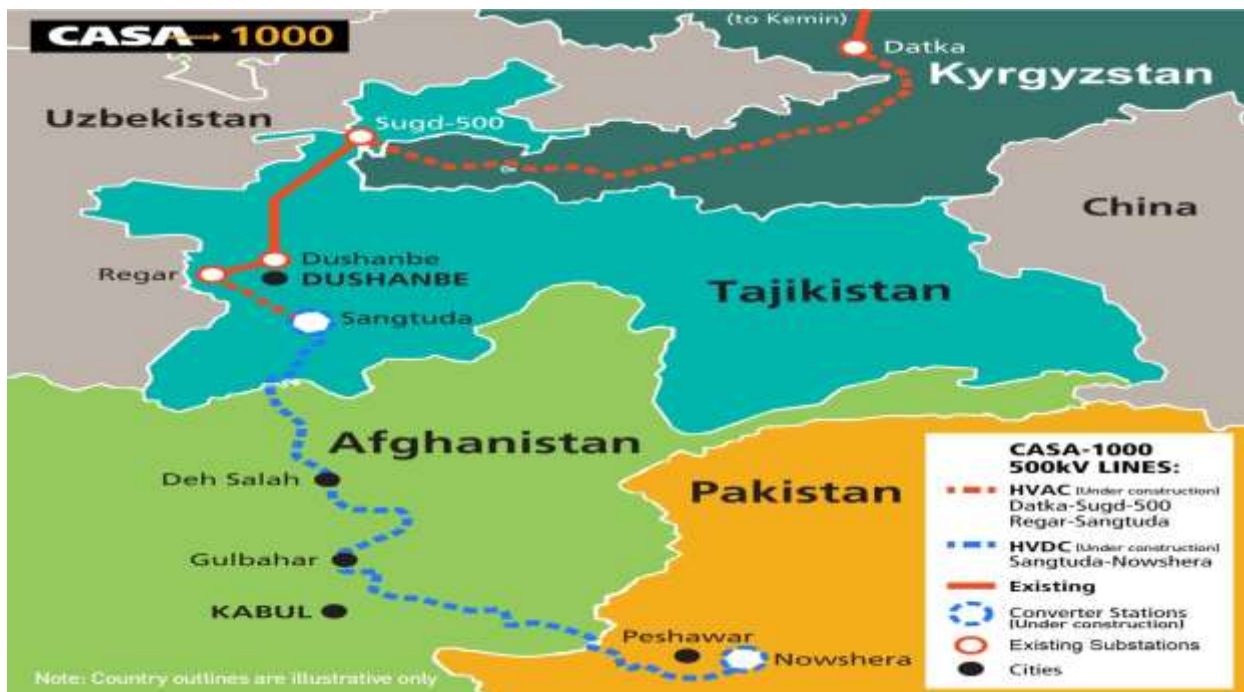 CASA→1000
(to Kemin)
Datka
Kyrgyzstan
Uzbekistan
Sugd-500
China
Dushanbe
Regar
DUSHANBE
Tajikistan
Sangtuda
Afghanistan
Deh Salah
Pakistan
Gulbahar
KABUL
Peshawar
Nowshera
Note: Country outlines are illustrative only
CASA-1000
500kV LINES:
HVAC (Under construction)
Datka-Sugd-500
Regar-Sangtuda
HVDC (Under construction)
Sangtuda-Nowshera
Existing
Converter Stations
(Under construction)
Existing Substations
Cities